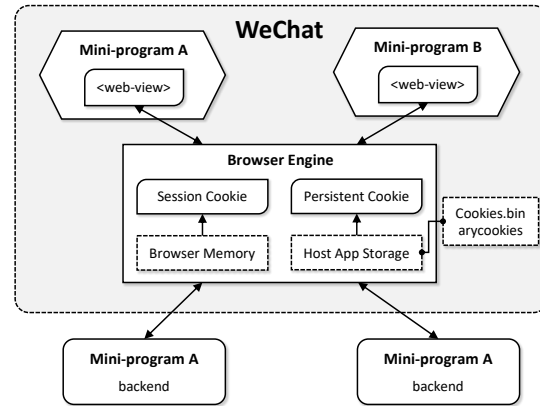 WeChat
Mini-program A
<web-view>
Mini-program B
<web-view>
Browser Engine
Session Cookie
Persistent Cookie
Browser Memory
Host App Storage
Cookies.bin
arycookies
Mini-program A
backend
Mini-program A
backend